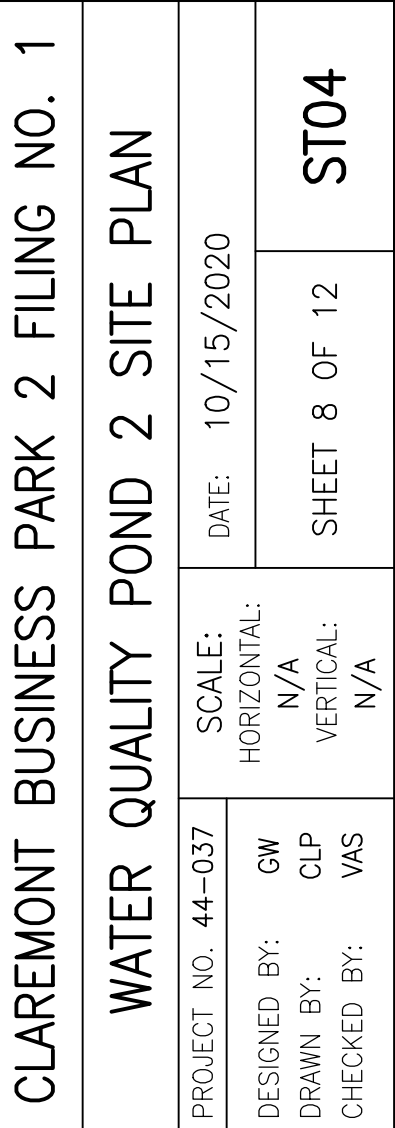 CLAREMONT BUSINESS PARK 2 FILING NO. 1
WATER QUALITY POND 2 SITE PLAN
PROJECT NO. 44-037
DESIGNED BY: GW
DRAWN BY: CLP
CHECKED BY: VAS
SCALE:
HORIZONTAL:
N/A
VERTICAL:
N/A
DATE: 10/15/2020
SHEET 8 OF 12
ST04